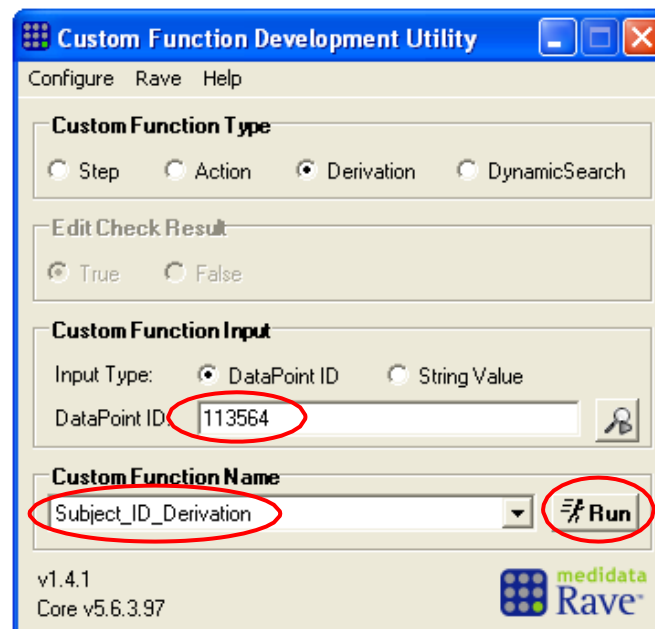 Custom Function Development Utility
Configure Rave Help
Custom Function Type
Step Action Derivation DynamicSearch
Edit Check Result
True False
Custom Function Input
Input Type: DataPoint ID String Value
DataPoint ID: 113564
Custom Function Name
Subject_ID_Derivation Run
v1.4.1
Core v5.6.3.97
medidata
Rave